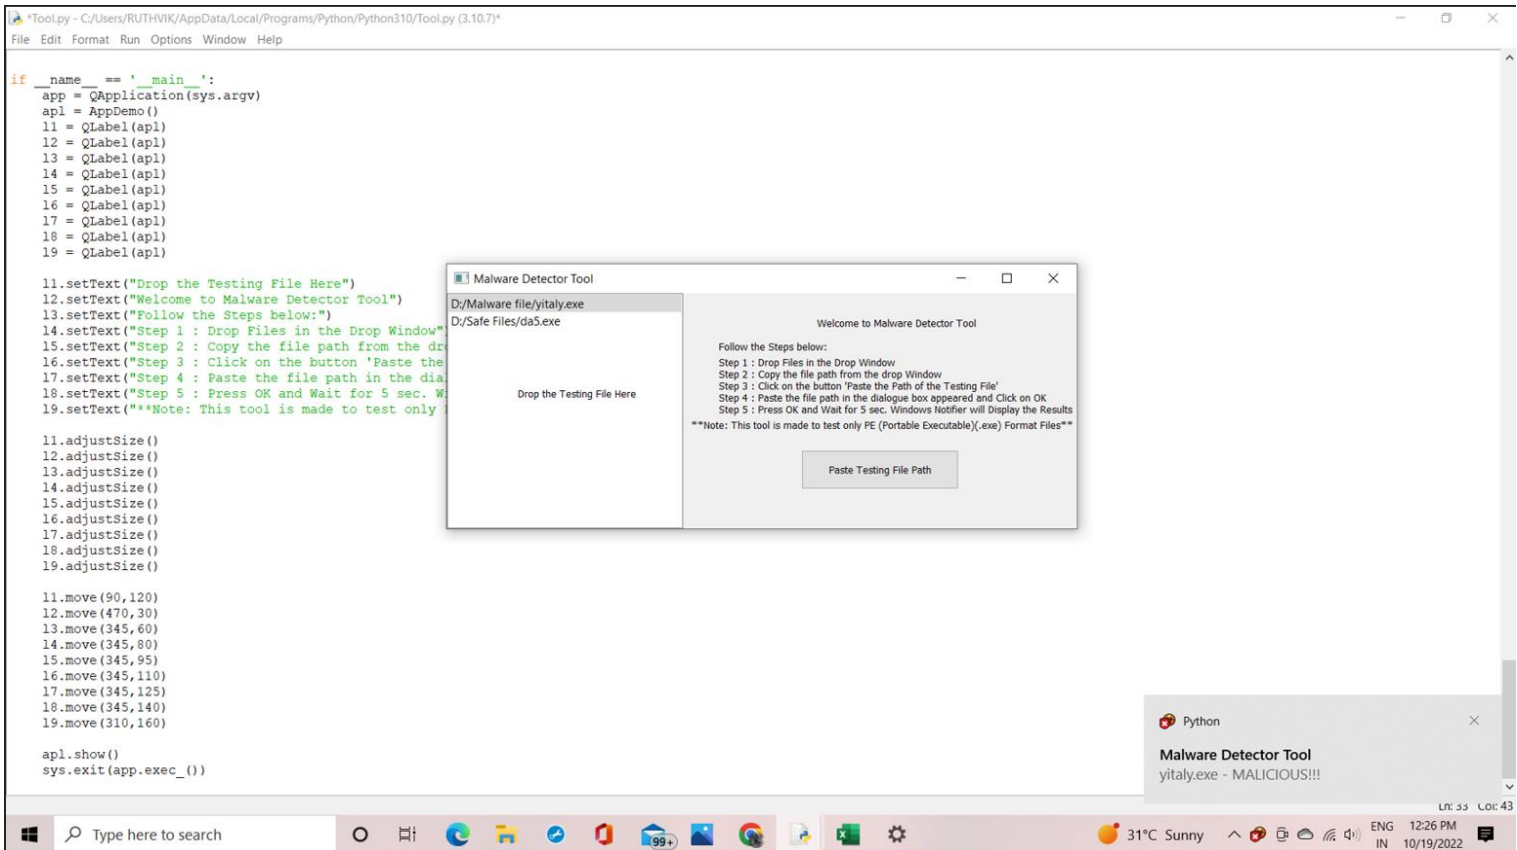 *Tool.py - C:/Users/RUTHVIK/AppData/Local/Programs/Python/Python310/Tool.py (3.10.7)*
File Edit Format Run Options Window Help
if __name__ == '__main__':
app = QApplication(sys.argv)
apl = AppDemo()
l1 = QLabel(apl)
l2 = QLabel(apl)
l3 = QLabel(apl)
l4 = QLabel(apl)
l5 = QLabel(apl)
l6 = QLabel(apl)
l7 = QLabel(apl)
l8 = QLabel(apl)
l9 = QLabel(apl)
l1.setText("Drop the Testing File Here")
l2.setText("Welcome to Malware Detector Tool")
l3.setText("Follow the Steps below:")
l4.setText("Step 1 : Drop Files in the Drop Window"
l5.setText("Step 2 : Copy the file path from the
l6.setText("Step 3 : Click on the button 'Paste the
l7.setText("Step 4 : Paste the file path in the
l8.setText("Step 5 : Press OK and Wait for 5 sec.
l9.setText("**Note: This tool is made to test only
l1.adjustSize()
l2.adjustSize()
l3.adjustSize()
l4.adjustSize()
l5.adjustSize()
l6.adjustSize()
l7.adjustSize()
l8.adjustSize()
l9.adjustSize()
l1.move(90,120)
l2.move(470,30)
l3.move(345,60)
l4.move(345,80)
l5.move(345,95)
l6.move(345,110)
l7.move(345,125)
l8.move(345,140)
l9.move(310,160)
apl.show()
sys.exit(app.exec_())
Malware Detector Tool
D:/Malware file/yitaly.exe
D:/Safe Files/da5.exe
Drop the Testing File Here
Welcome to Malware Detector Tool
Follow the Steps below:
Step 1 : Drop Files in the Drop Window
Step 2 : Copy the file path from the drop Window
Step 3 : Click on the button 'Paste the Path of the Testing File'
Step 4 : Paste the file path in the dialogue box appeared and Click on OK
Step 5 : Press OK and Wait for 5 sec. Windows Notifier will Display the Results
**Note: This tool is made to test only PE (Portable Executable)(.exe) Format Files**
Paste Testing File Path
Python
Malware Detector Tool
yitaly.exe - MALICIOUS!!!
Ln: 33 Col: 43
Type here to search
99+
31°C Sunny
ENG
IN
12:26 PM
10/19/2022